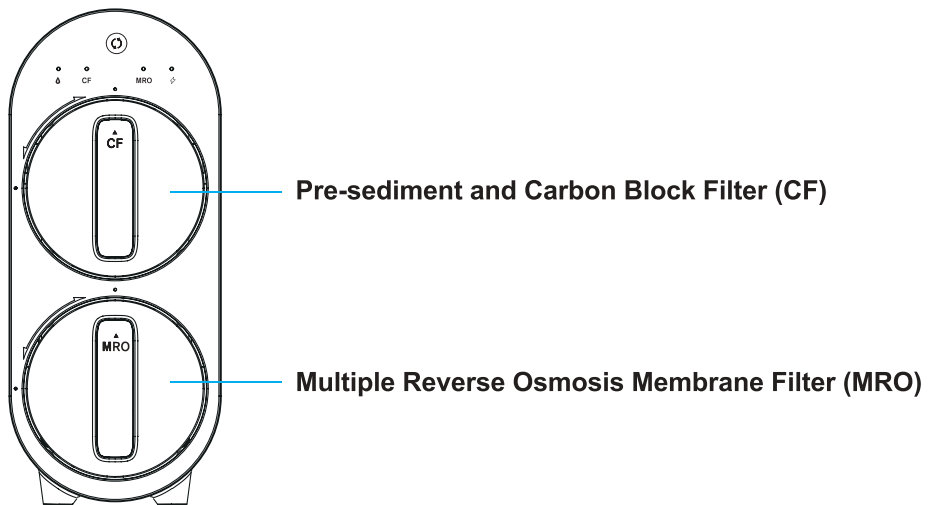 CF MRO
CF
Pre-sediment and Carbon Block Filter (CF)
MRO
Multiple Reverse Osmosis Membrane Filter (MRO)